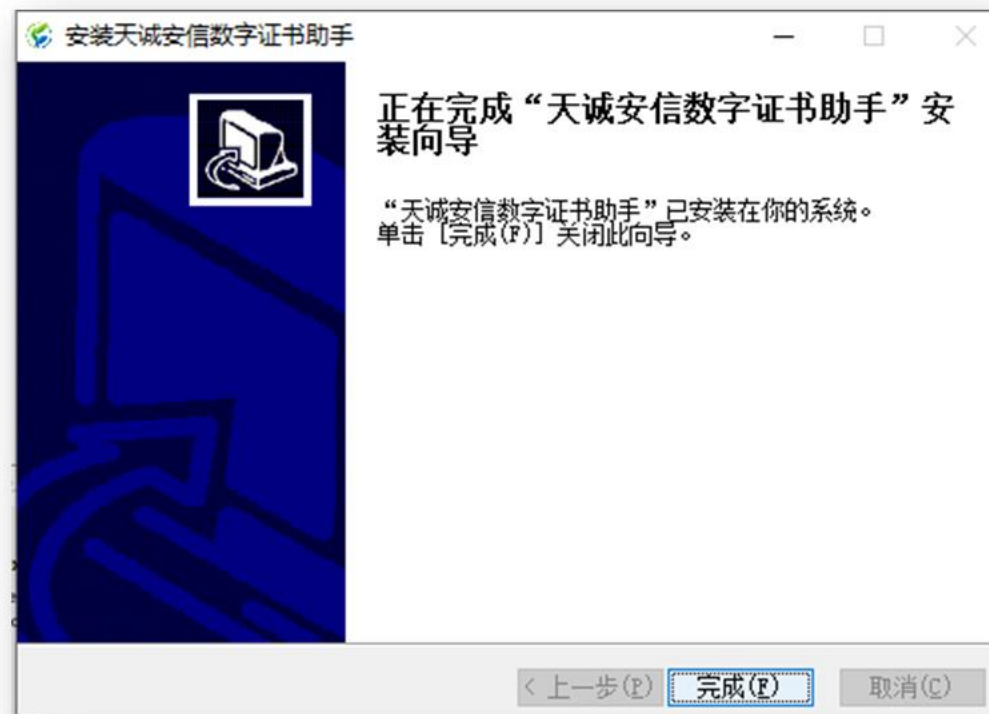 安装天诚安信数字证书助手
正在完成“天诚安信数字证书助手”安
装向导
“天诚安信数字证书助手”已安装在你的系统。
单击 [完成(F)] 关闭此向导。
< 上一步(P)
完成(F)
取消(C)